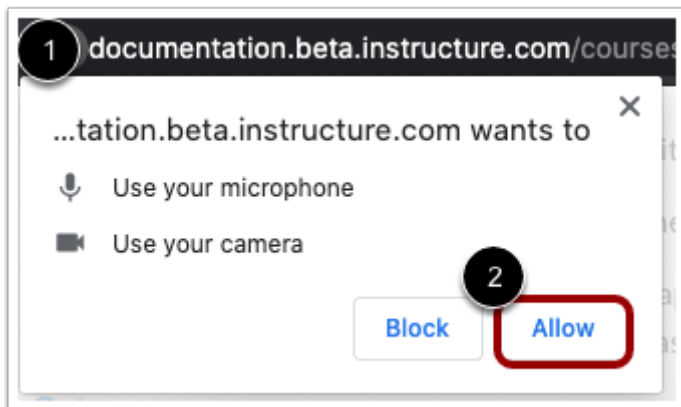 1 documentation.beta.instructure.com/courses
...tation.beta.instructure.com wants to
Use your microphone
Use your camera
2
Block Allow